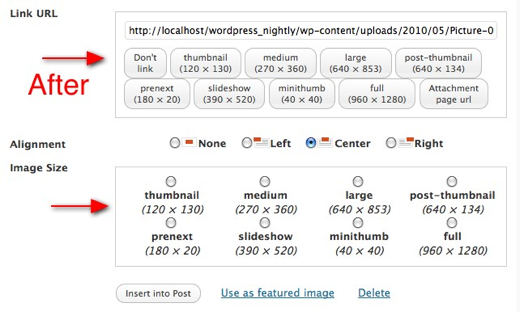 Link URL
http://localhost/wordpress_nightly/wp-content/uploads/2010/05/Picture-0
After
Don't link
thumbnail (120 × 130)
medium (270 × 360)
large (640 × 853)
post-thumbnail (640 × 134)
prenext (180 × 20)
slideshow (390 × 520)
minithumb (40 × 40)
full (960 × 1280)
Attachment page url
Alignment None Left Center Right
Image Size
thumbnail medium large post-thumbnail
(120 × 130) (270 × 360) (640 × 853) (640 × 134)
prenext slideshow minithumb full
(180 × 20) (390 × 520) (40 × 40) (960 × 1280)
Insert into Post Use as featured image Delete